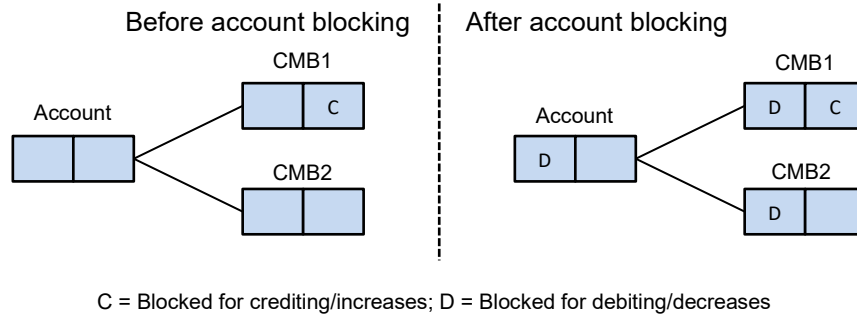 Before account blocking
After account blocking
CMB1
C
Account
CMB2
CMB1
D C
Account
D
CMB2
D
C = Blocked for crediting/increases; D = Blocked for debiting/decreases